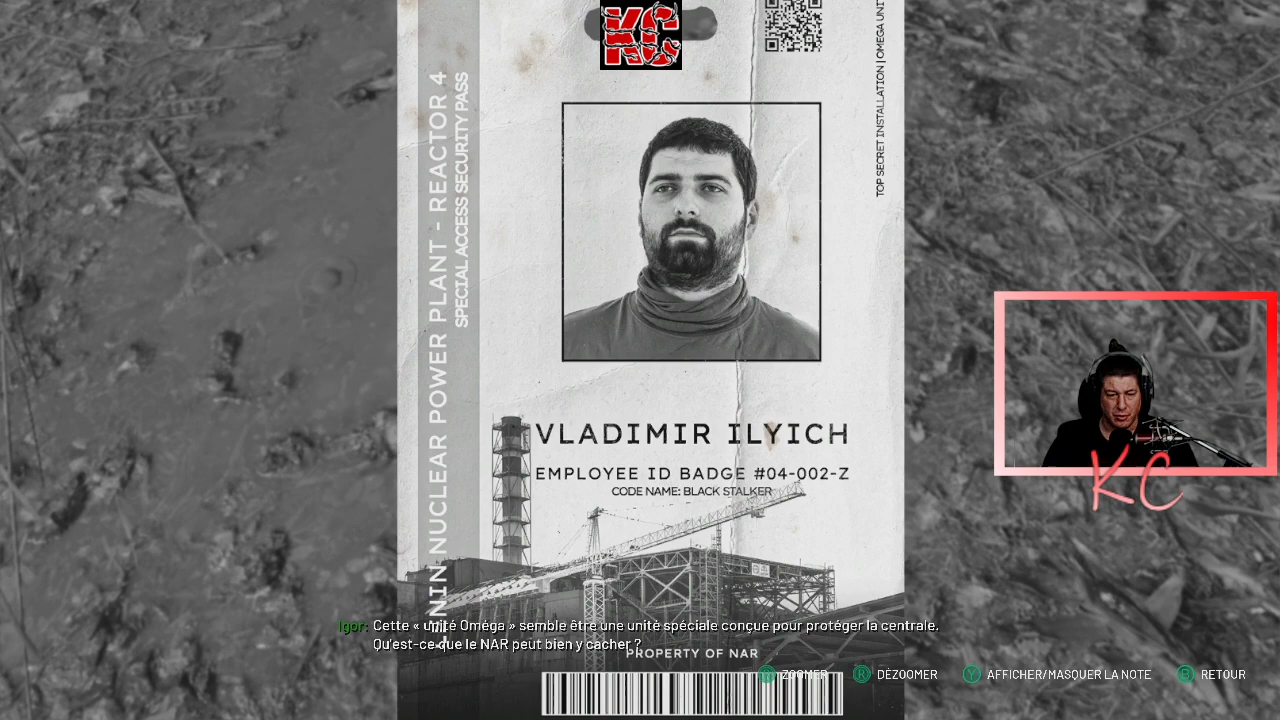 KC
TOP SECRET INSTALLATION | OMEGA UNI
NUCLEAR POWER PLANT - REACTOR 4
SPECIAL ACCESS SECURITY PASS
VLADIMIR ILYICH
EMPLOYEE ID BADGE #04-002-Z
CODE NAME: BLACK STALKER
KC
Igor: Cette « unité Oméga » semble être une unité spéciale conçue pour protéger la centrale.
Qu'est-ce que le NAR peut bien y cacher ?
PROPERTY OF NAR
R ZOOMER R DÉZOOMER Y AFFICHER/MASQUER LA NOTE B RETOUR